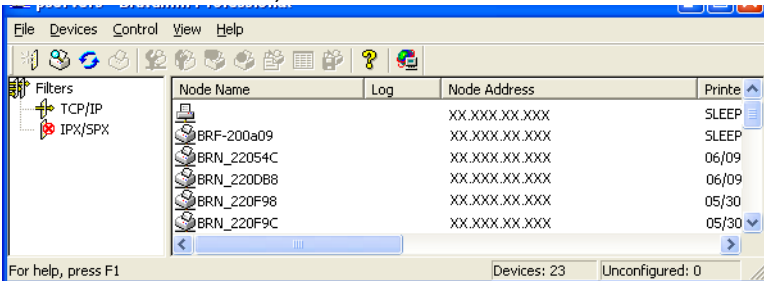 File Devices Control View Help
Filters
TCP/IP
IPX/SPX
Node Name Log Node Address Printe
XX.XXX.XX.XXX SLEEP
BRF-200a09 XX.XXX.XX.XXX SLEEP
BRN_22054C XX.XXX.XX.XXX 06/09
BRN_220DB8 XX.XXX.XX.XXX 06/09
BRN_220F98 XX.XXX.XX.XXX 05/30
BRN_220F9C XX.XXX.XX.XXX 05/30
For help, press F1 Devices: 23 Unconfigured: 0